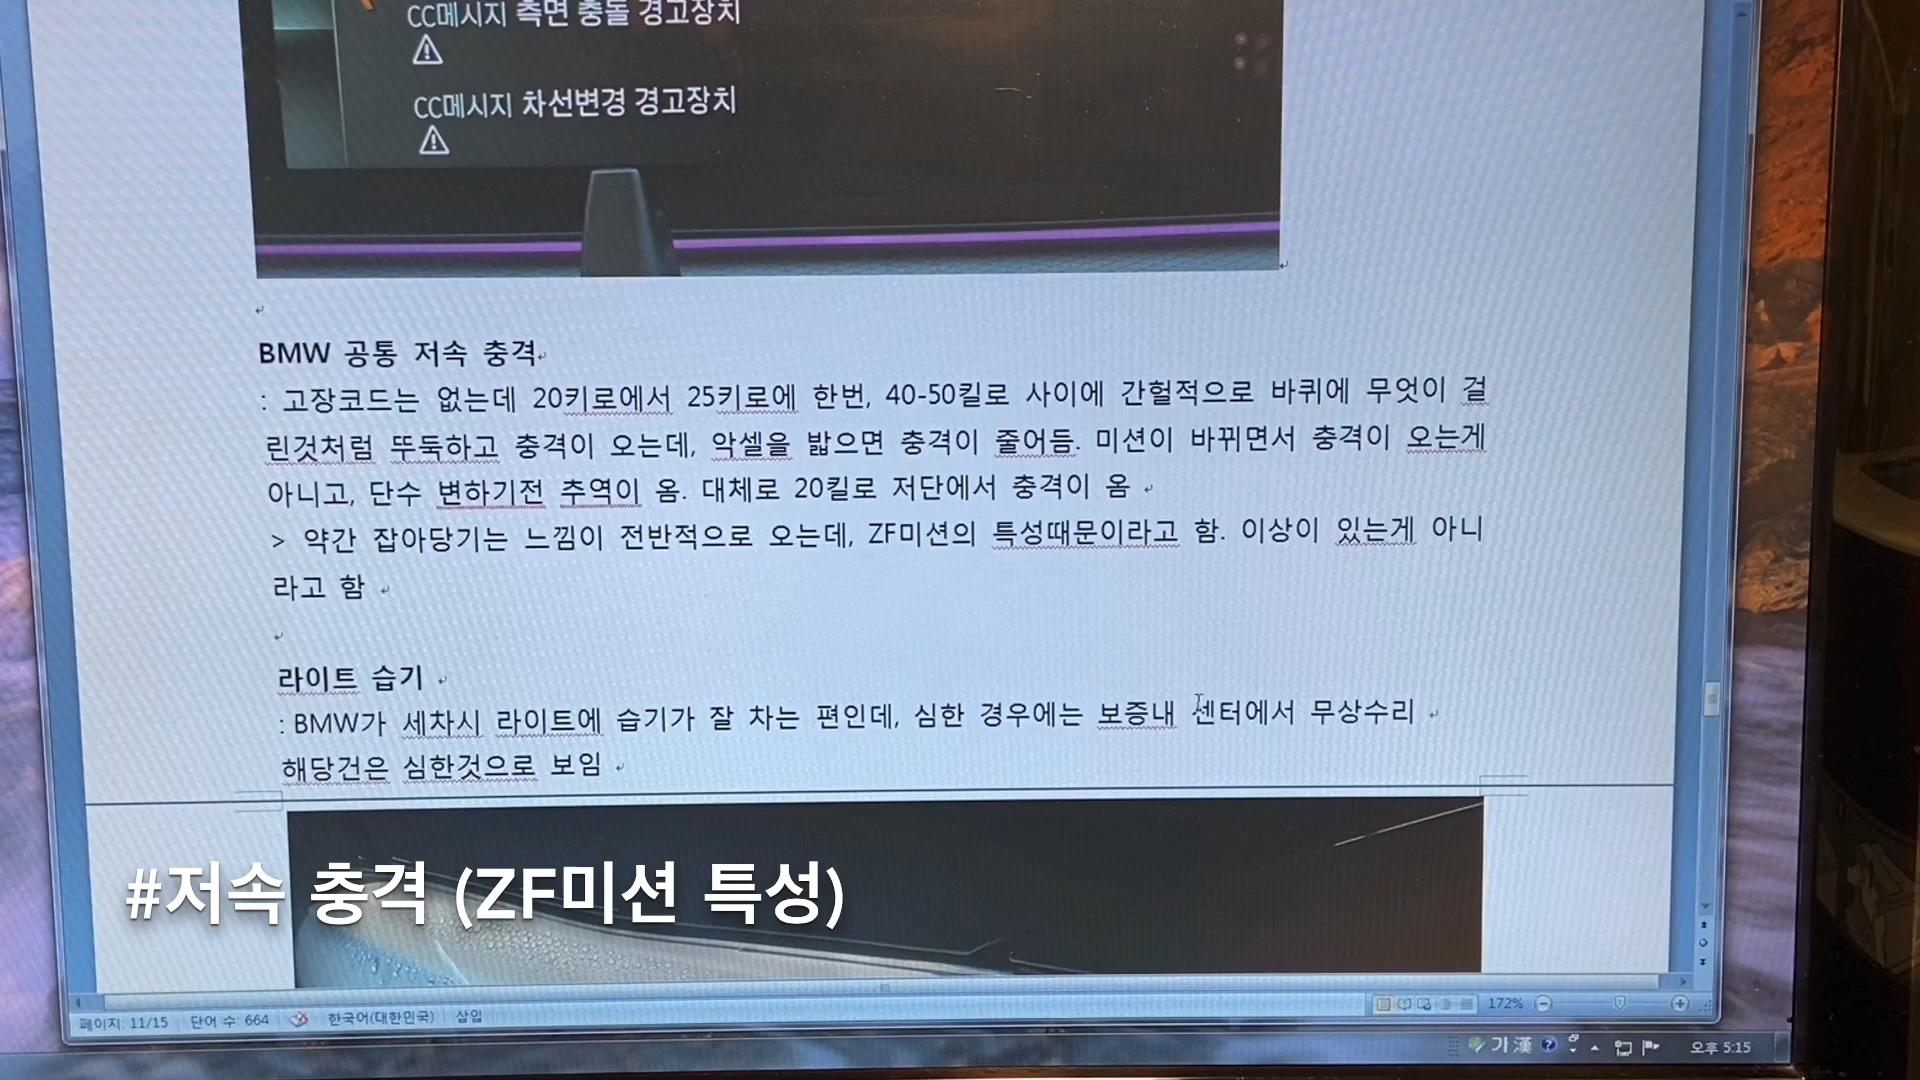 CC메시지 측면 충돌 경고장치
CC메시지 차선변경 경고장치
BMW 공통 저속 충격
: 고장코드는 없는데 20키로에서 25키로에 한번, 40-50킬로 사이에 간헐적으로 바퀴에 무엇이 걸
린것처럼 뚜둑하고 충격이 오는데, 악셀을 밟으면 충격이 줄어듬. 미션이 바뀌면서 충격이 오는게
아니고, 단수 변하기전 추역이 옴. 대체로 20킬로 저단에서 충격이 옴
> 약간 잡아당기는 느낌이 전반적으로 오는데, ZF미션의 특성때문이라고 함. 이상이 있는게 아니
라고 함
라이트 습기
: BMW가 세차시 라이트에 습기가 잘 차는 편인데, 심한 경우에는 보증내 센터에서 무상수리
해당건은 심한것으로 보임
#저속 충격 (ZF미션 특성)
페이지: 11/15 단어 수: 664 한국어(대한민국) 삽입 172%
가 漢 오후 5:15